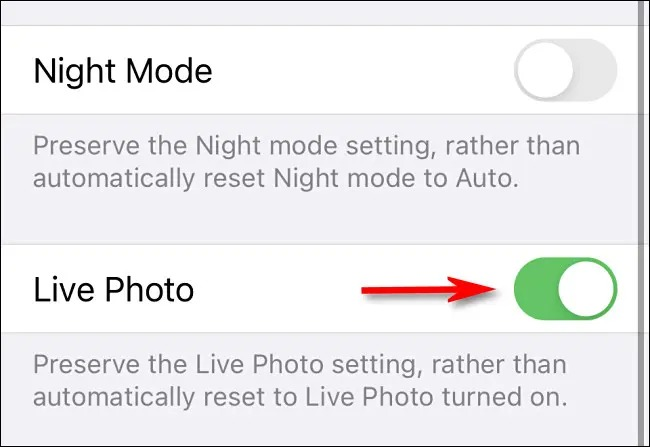 Night Mode
Preserve the Night mode setting, rather than
automatically reset Night mode to Auto.
Live Photo
Preserve the Live Photo setting, rather than
automatically reset to Live Photo turned on.